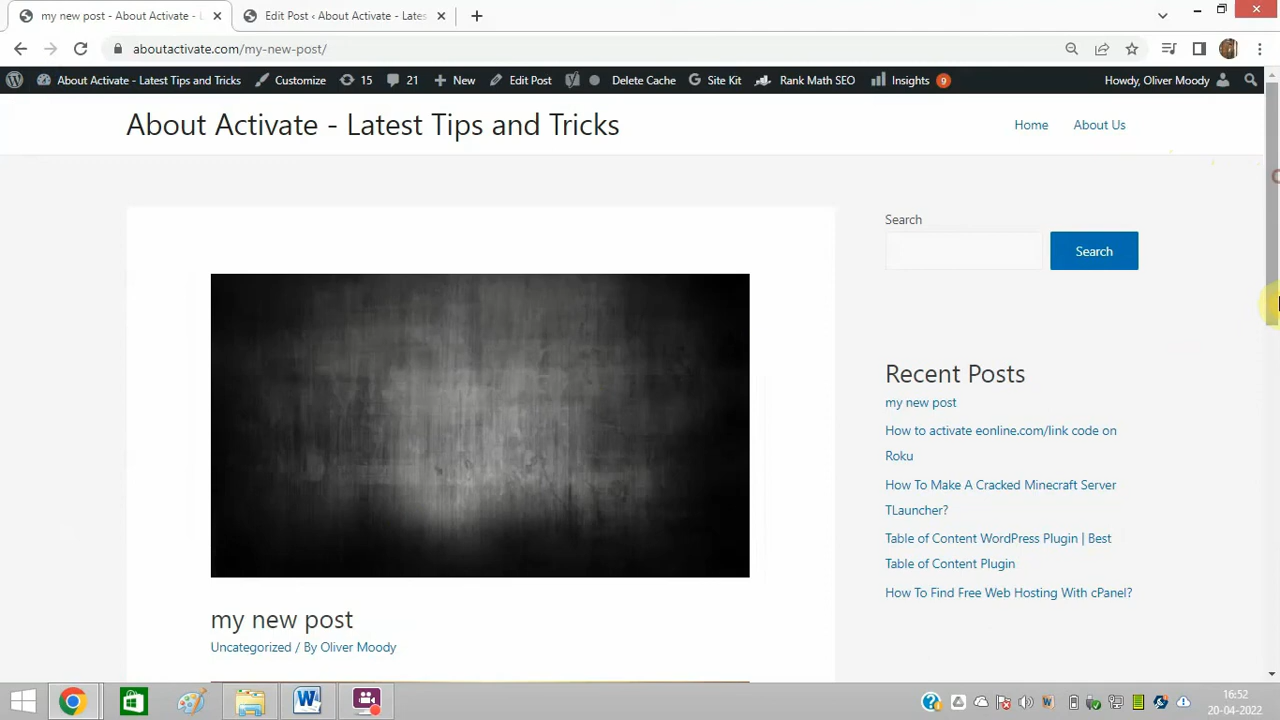 my new post - About Activate - L
Edit Post ‹ About Activate - Lates
aboutactivate.com/my-new-post/
About Activate - Latest Tips and Tricks
Customize
15
21
New
Edit Post
Delete Cache
Site Kit
Rank Math SEO
Insights
9
Howdy, Oliver Moody
About Activate - Latest Tips and Tricks
Home
About Us
Search
Search
Recent Posts
my new post
How to activate eonline.com/link code on
Roku
How To Make A Cracked Minecraft Server
TLauncher?
Table of Content WordPress Plugin | Best
Table of Content Plugin
How To Find Free Web Hosting With cPanel?
my new post
Uncategorized / By Oliver Moody
16:52
20-04-2022